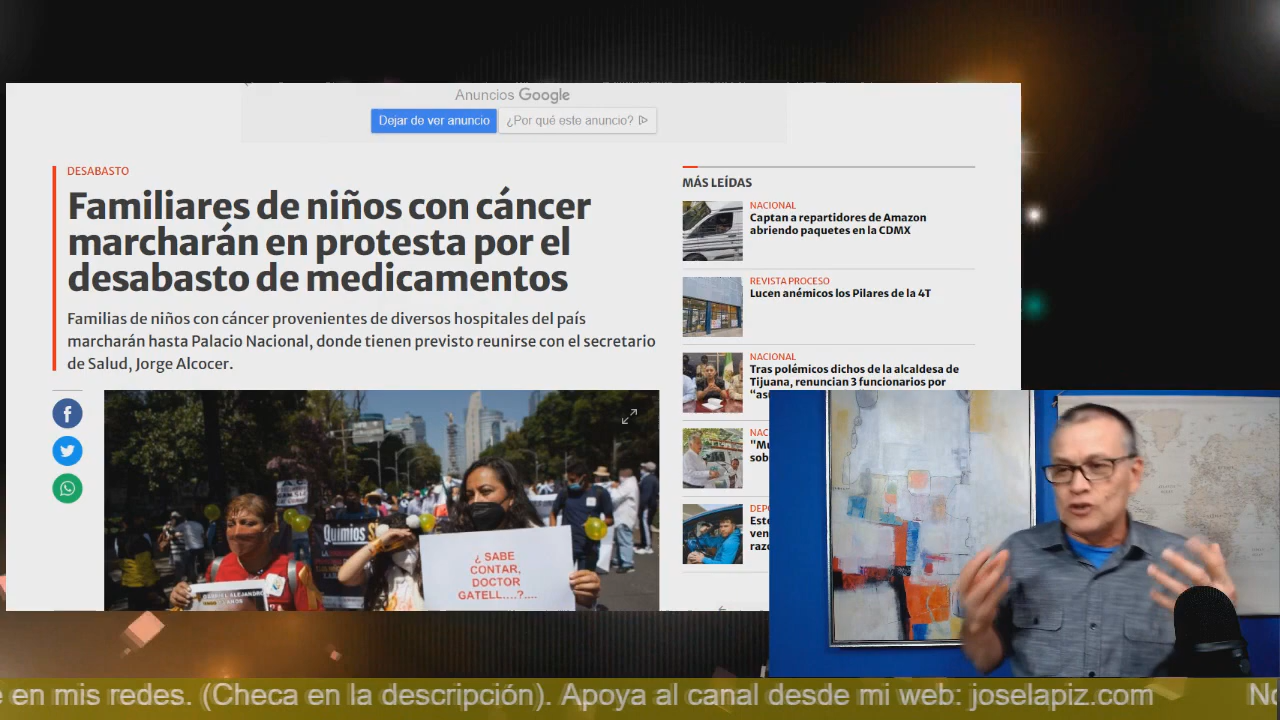 Anuncios Google
Dejar de ver anuncio
¿Por qué este anuncio?
DESABASTO
Familiares de niños con cáncer
marcharán en protesta por el
desabasto de medicamentos
Familias de niños con cáncer provenientes de diversos hospitales del país
marcharán hasta Palacio Nacional, donde tienen previsto reunirse con el secretario
de Salud, Jorge Alcocer.
Quimios
¿ SABE
CONTAR,
DOCTOR
GATELL....?....
MÁS LEÍDAS
NACIONAL
Captan a repartidores de Amazon
abriendo paquetes en la CDMX
REVISTA PROCESO
Lucen anémicos los Pilares de la 4T
NACIONAL
Tras polémicos dichos de la alcaldesa de
Tijuana, renuncian 3 funcionarios por
en mis redes. (Checa en la descripción). Apoya al canal desde mi web: joselapiz.com